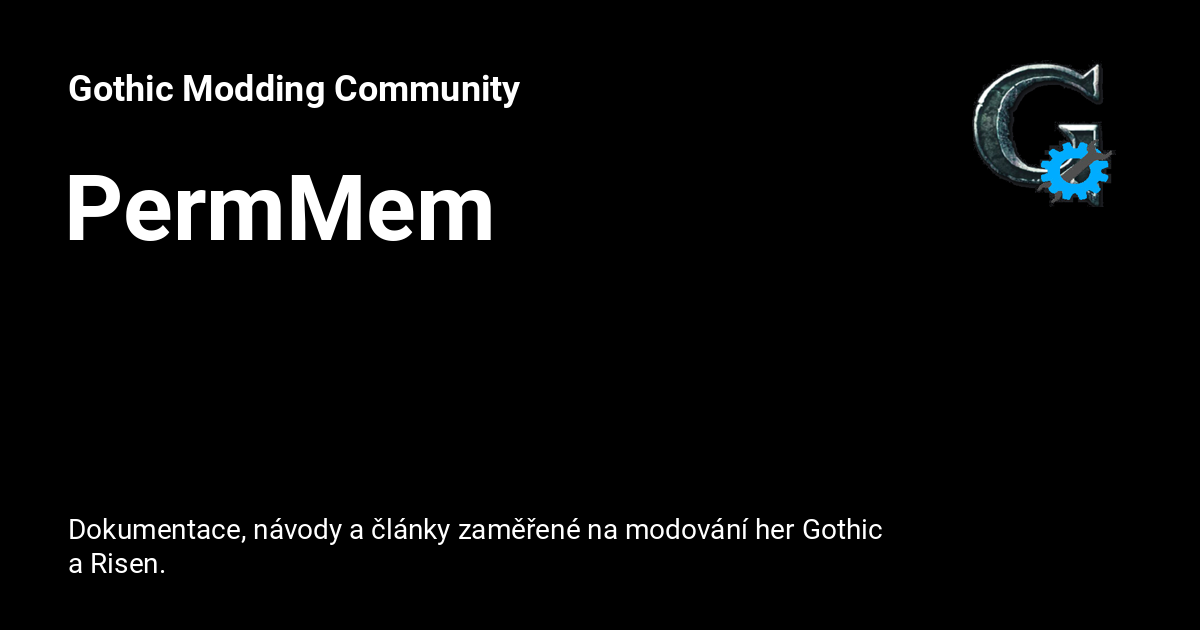 Gothic Modding Community
PermMem
Dokumentace, návody a články zaměřené na modování her Gothic
a Risen.